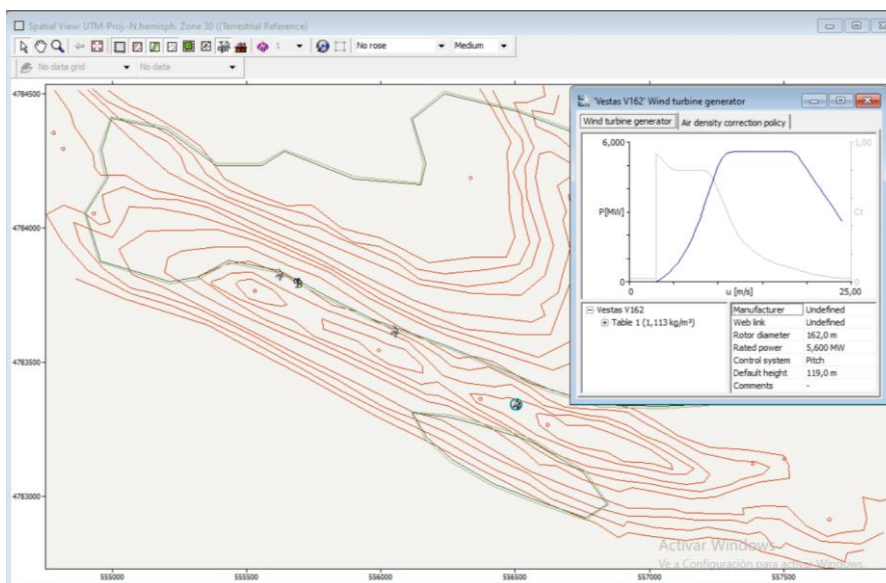 Spatial View: UTM-Proj.-N.hemisph. Zone 30 ((Terrestrial Reference)
1
No rose
Medium
No data grid
No data
4784500
4784000
4783500
4783000
555000
555500
556000
556500
557000
557500
'Vestas V162' Wind turbine generator
Wind turbine generator
Air density correction policy
6,000
1,00
P[MW]
Ct
0
0
u [m/s]
25,00
0
Vestas V162
Table 1 (1,113 kg/m³)
Manufacturer Undefined
Web link Undefined
Rotor diameter 162,0 m
Rated power 5,600 MW
Control system Pitch
Default height 119,0 m
Comments -
Activar Windows
Ve a Configuración para activar Windows.